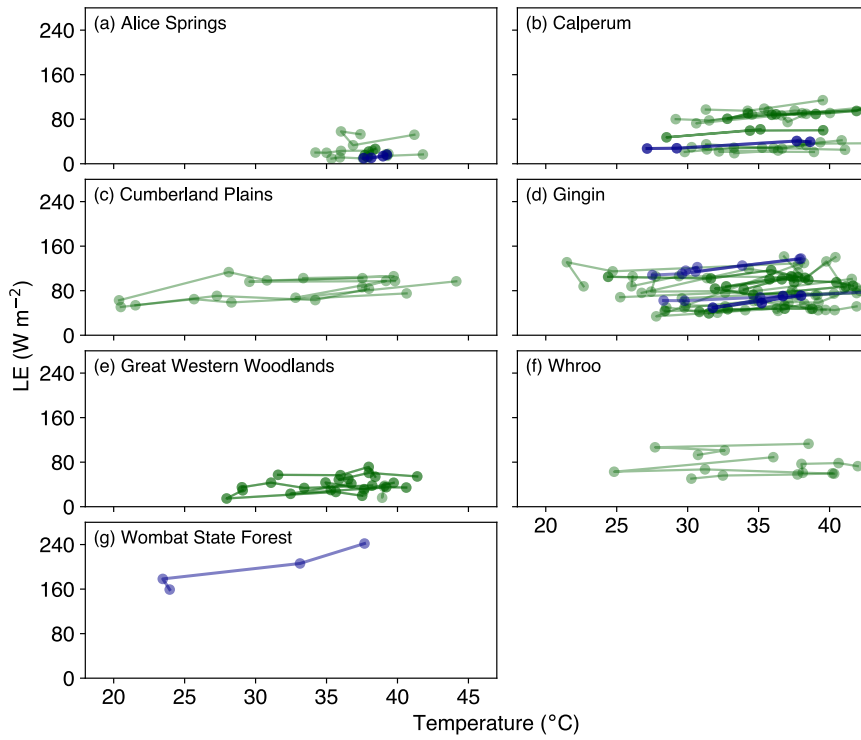 240
160
80
0
(a) Alice Springs
(b) Calperum
240
160
80
0
(c) Cumberland Plains
(d) Gingin
LE (W m⁻²)
240
160
80
0
(e) Great Western Woodlands
(f) Whroo
20 25 30 35 40
240
160
80
0
(g) Wombat State Forest
20 25 30 35 40 45
Temperature (°C)